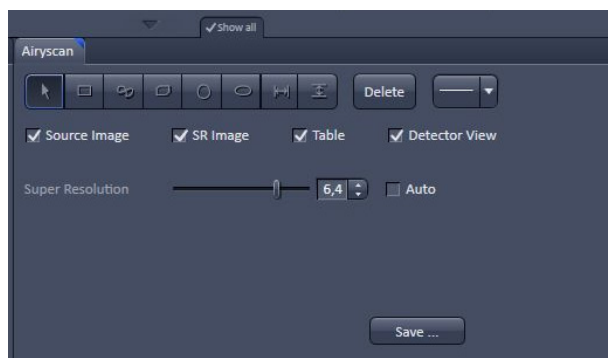 Show all
Airyscan
Delete
Source Image SR Image Table Detector View
Super Resolution 6,4 Auto
Save ...